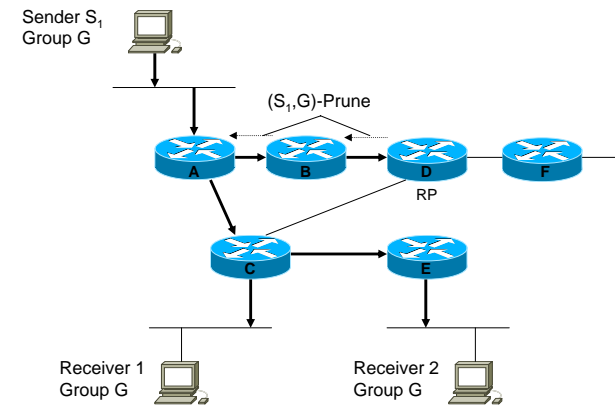 Sender S1
Group G
(S1,G)-Prune
A
B
D
F
RP
C
E
Receiver 1
Group G
Receiver 2
Group G